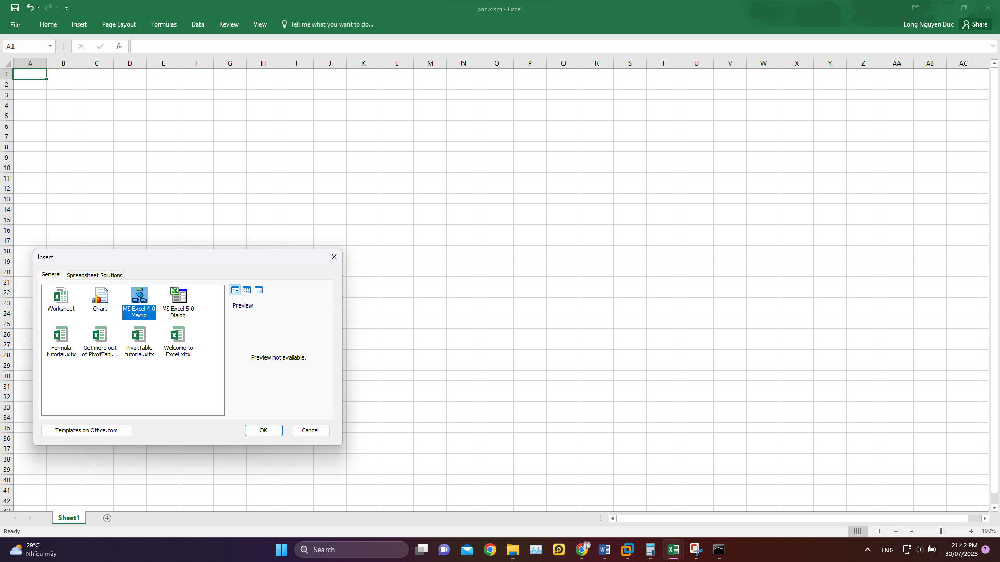 poc.xlsm - Excel
File Home Insert Page Layout Formulas Data Review View Tell me what you want to do... Long Nguyen Duc Share
A1 fx
A B C D E F G H I J K L M N O P Q R S T U V W X Y Z AA AB AC
1
2
3
4
5
6
7
8
9
10
11
12
13
14
15
16
17
18
19
20
21
22
23
24
25
26
27
28
29
30
31
32
33
34
35
36
37
38
39
40
41
42
43
Insert
General Spreadsheet Solutions
Worksheet Chart MS Excel 4.0 MS Excel 5.0
Macro Dialog
Formula Get more out PivotTable Welcome to
tutorial.xltx of PivotTabl... tutorial.xltx Excel.xltx
Preview
Preview not available.
Templates on Office.com OK Cancel
Sheet1
Ready 100%
29°C
Nhiều mây
Search
ENG
21:42 PM
30/07/2023
7